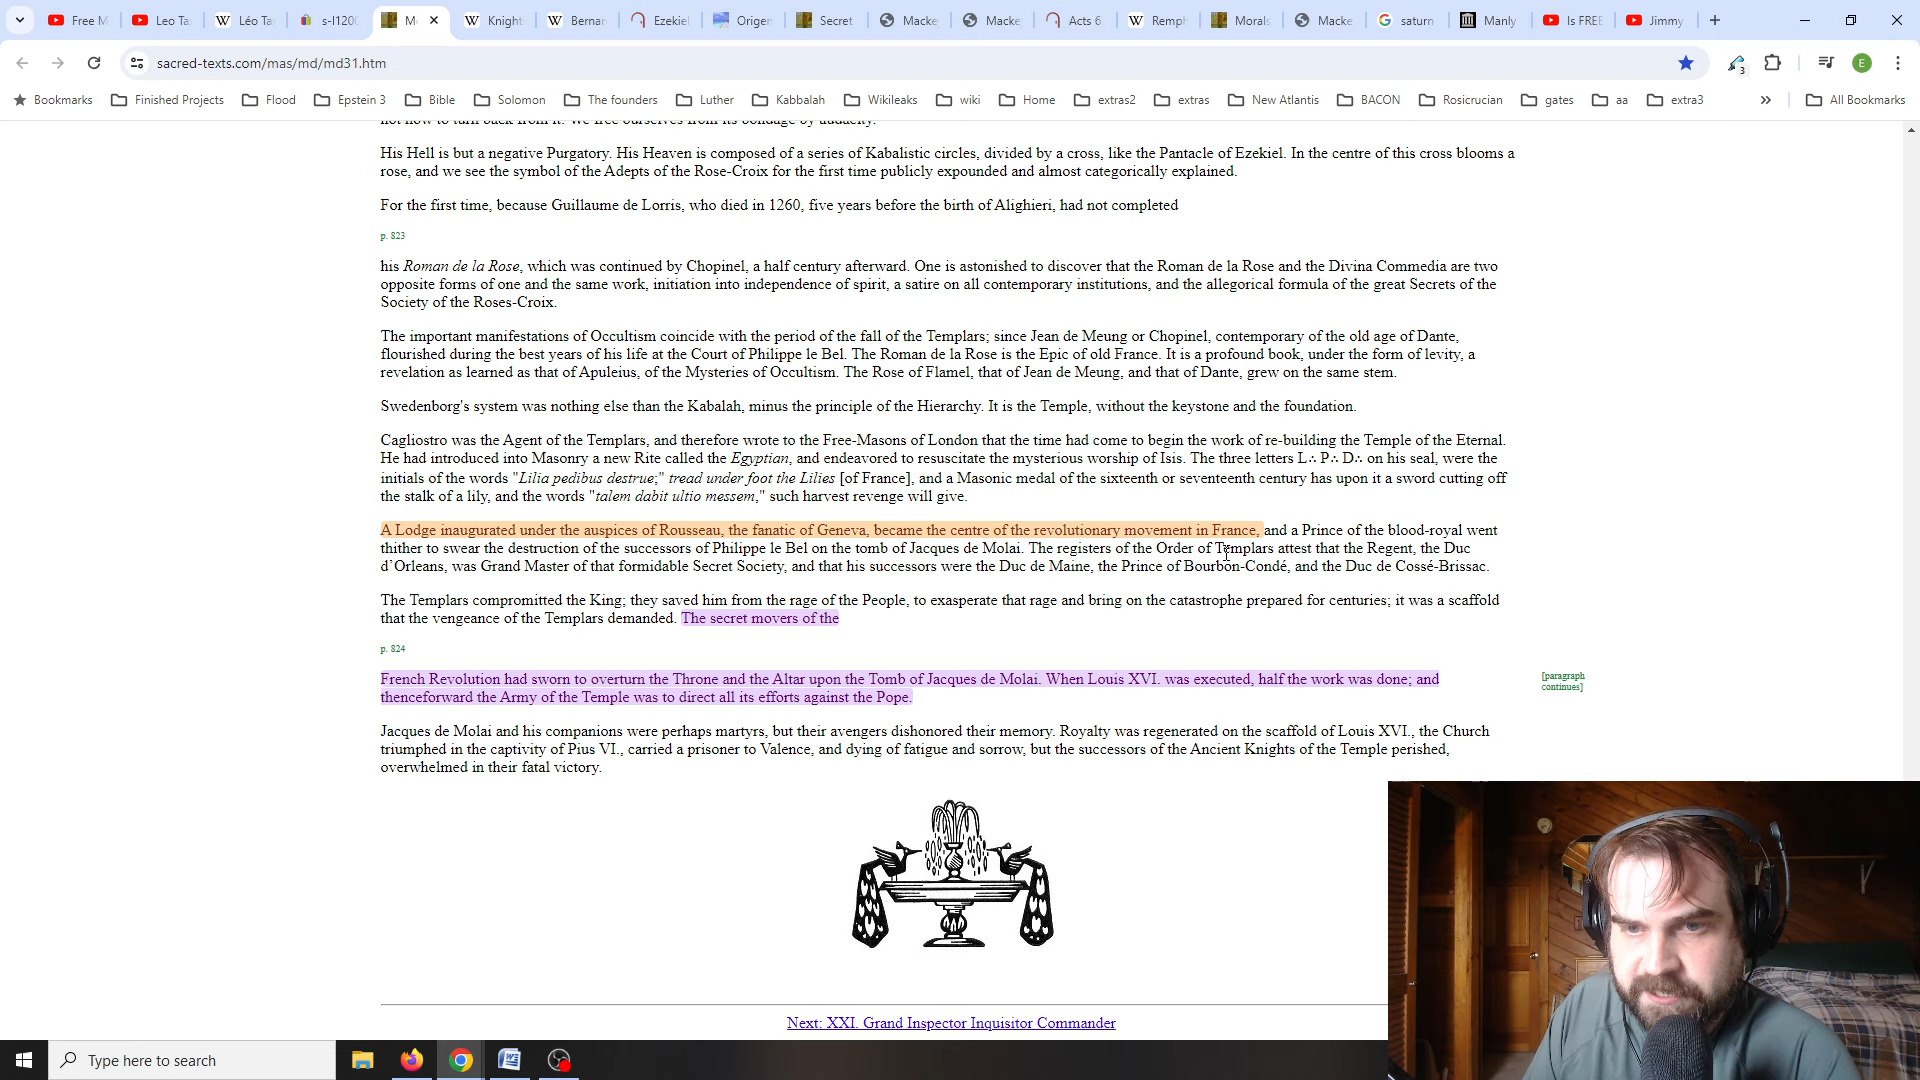 Free M
Leo Ta
Léo Ta
s-l120
M
Knight
Bernar
Ezekiel
Origen
Secret
Macke
Macke
Acts 6
Remph
Morals
Macke
saturn
Manly
Is FREE
Jimmy
sacred-texts.com/mas/md/md31.htm
3
E
Bookmarks
Finished Projects
Flood
Epstein 3
Bible
Solomon
The founders
Luther
Kabbalah
Wikileaks
wiki
Home
extras2
extras
New Atlantis
BACON
Rosicrucian
gates
aa
extra3
All Bookmarks
not how to turn back from it. We free ourselves from its bondage by audacity.
His Hell is but a negative Purgatory. His Heaven is composed of a series of Kabalistic circles, divided by a cross, like the Pantacle of Ezekiel. In the centre of this cross blooms a
rose, and we see the symbol of the Adepts of the Rose-Croix for the first time publicly expounded and almost categorically explained.
For the first time, because Guillaume de Lorris, who died in 1260, five years before the birth of Alighieri, had not completed
p. 823
his Roman de la Rose, which was continued by Chopinel, a half century afterward. One is astonished to discover that the Roman de la Rose and the Divina Commedia are two
opposite forms of one and the same work, initiation into independence of spirit, a satire on all contemporary institutions, and the allegorical formula of the great Secrets of the
Society of the Roses-Croix.
The important manifestations of Occultism coincide with the period of the fall of the Templars; since Jean de Meung or Chopinel, contemporary of the old age of Dante,
flourished during the best years of his life at the Court of Philippe le Bel. The Roman de la Rose is the Epic of old France. It is a profound book, under the form of levity, a
revelation as learned as that of Apuleius, of the Mysteries of Occultism. The Rose of Flamel, that of Jean de Meung, and that of Dante, grew on the same stem.
Swedenborg's system was nothing else than the Kabalah, minus the principle of the Hierarchy. It is the Temple, without the keystone and the foundation.
Cagliostro was the Agent of the Templars, and therefore wrote to the Free-Masons of London that the time had come to begin the work of re-building the Temple of the Eternal.
He had introduced into Masonry a new Rite called the Egyptian, and endeavored to resuscitate the mysterious worship of Isis. The three letters L∴ P∴ D∴ on his seal, were the
initials of the words "Lilia pedibus destrue;" tread under foot the Lilies [of France], and a Masonic medal of the sixteenth or seventeenth century has upon it a sword cutting off
the stalk of a lily, and the words "talem dabit ultio messem," such harvest revenge will give.
A Lodge inaugurated under the auspices of Rousseau, the fanatic of Geneva, became the centre of the revolutionary movement in France, and a Prince of the blood-royal went
thither to swear the destruction of the successors of Philippe le Bel on the tomb of Jacques de Molai. The registers of the Order of Templars attest that the Regent, the Duc
d'Orleans, was Grand Master of that formidable Secret Society, and that his successors were the Duc de Maine, the Prince of Bourbon-Condé, and the Duc de Cossé-Brissac.
The Templars compromitted the King; they saved him from the rage of the People, to exasperate that rage and bring on the catastrophe prepared for centuries; it was a scaffold
that the vengeance of the Templars demanded. The secret movers of the
p. 824
French Revolution had sworn to overturn the Throne and the Altar upon the Tomb of Jacques de Molai. When Louis XVI. was executed, half the work was done; and
thenceforward the Army of the Temple was to direct all its efforts against the Pope.
[paragraph
continues]
Jacques de Molai and his companions were perhaps martyrs, but their avengers dishonored their memory. Royalty was regenerated on the scaffold of Louis XVI., the Church
triumphed in the captivity of Pius VI., carried a prisoner to Valence, and dying of fatigue and sorrow, but the successors of the Ancient Knights of the Temple perished,
overwhelmed in their fatal victory.
Next: XXI. Grand Inspector Inquisitor Commander
Type here to search